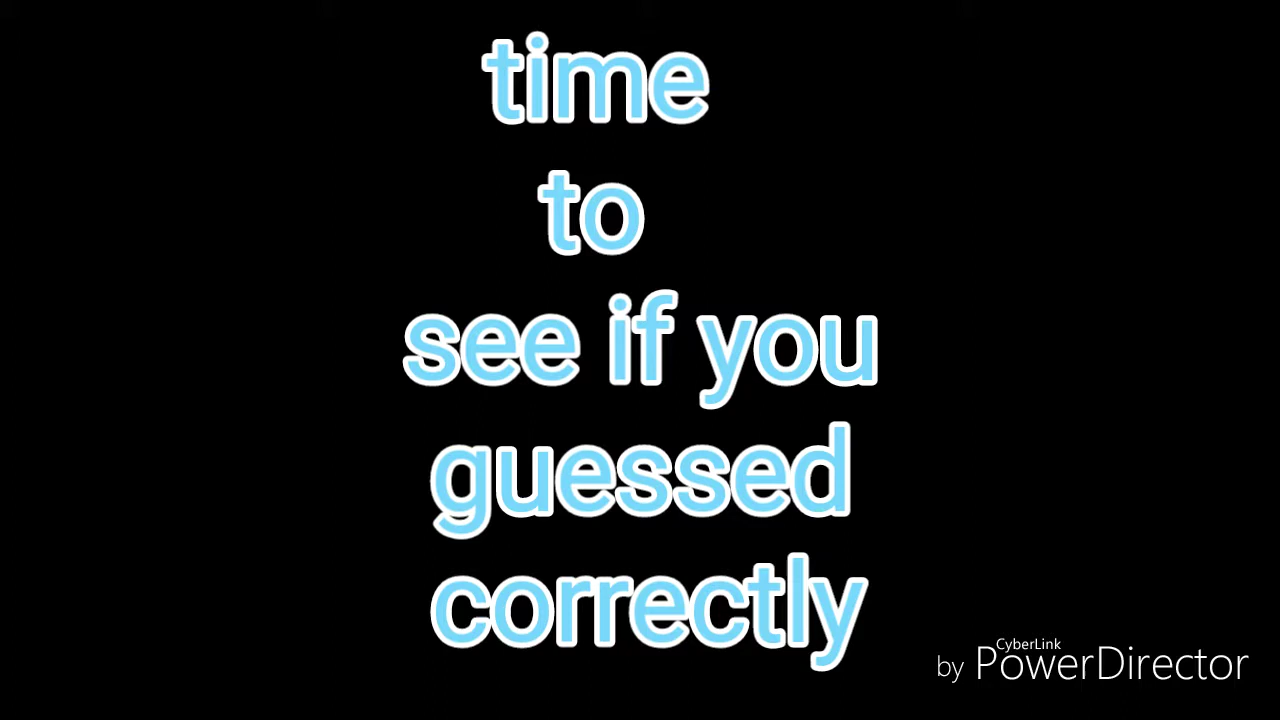 time
to
see if you
guessed
correctly
CyberLink
by PowerDirector